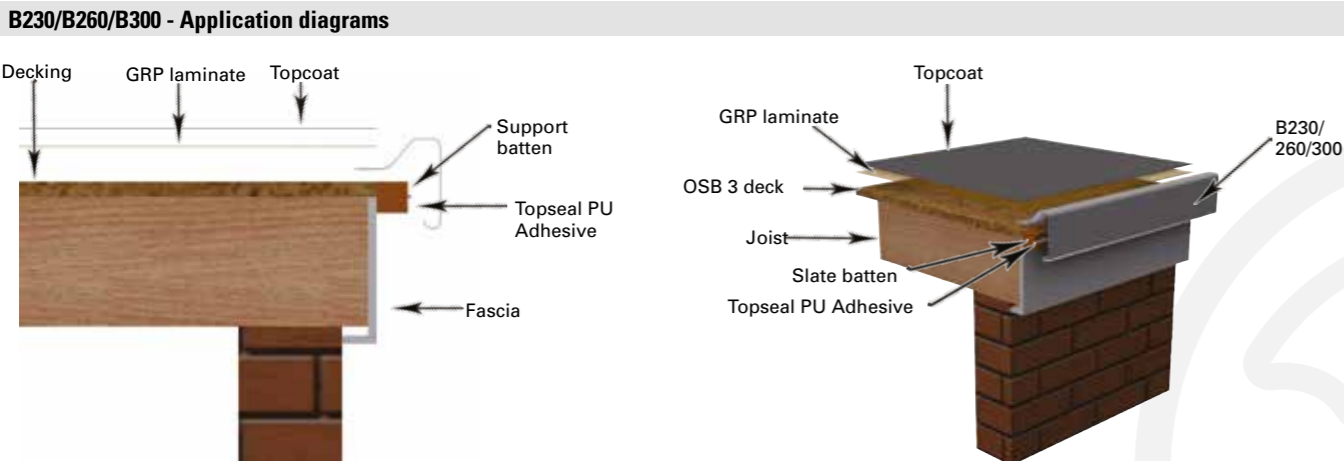 B230/B260/B300 - Application diagrams
Decking
GRP laminate
Topcoat
Support
batten
Topseal PU
Adhesive
Fascia
Topcoat
GRP laminate
B230/
260/300
OSB 3 deck
Joist
Slate batten
Topseal PU Adhesive